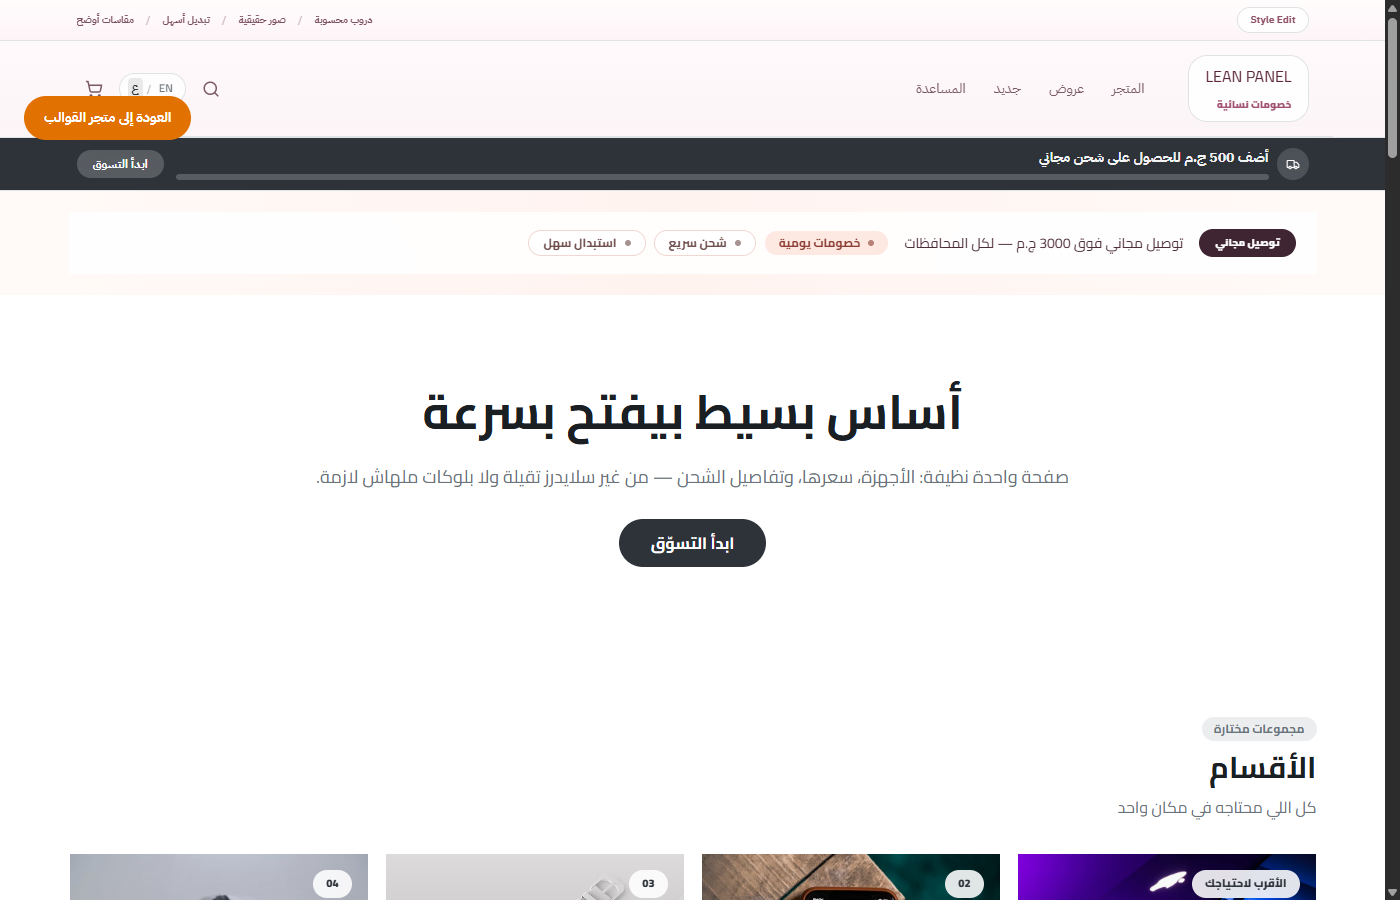 Style Edit
دروب محسوبة / صور حقيقية / تبديل أسهل / مقاسات أوضح
LEAN PANEL
خصومات نسائية
المتجر
عروض
جديد
المساعدة
EN / ع
العودة إلى متجر القوالب
أضف 500 ج.م للحصول على شحن مجاني
ابدأ التسوق
توصيل مجاني
توصيل مجاني فوق 3000 ج.م — لكل المحافظات
خصومات يومية
شحن سريع
استبدال سهل
أساس بسيط بيفتح بسرعة
صفحة واحدة نظيفة: الأجهزة، سعرها، وتفاصيل الشحن — من غير سلايدرز تقيلة ولا بلوكات ملهاش لازمة.
ابدأ التسوّق
مجموعات مختارة
الأقسام
كل اللي محتاجه في مكان واحد
الأقرب لاحتياجك
02
03
04